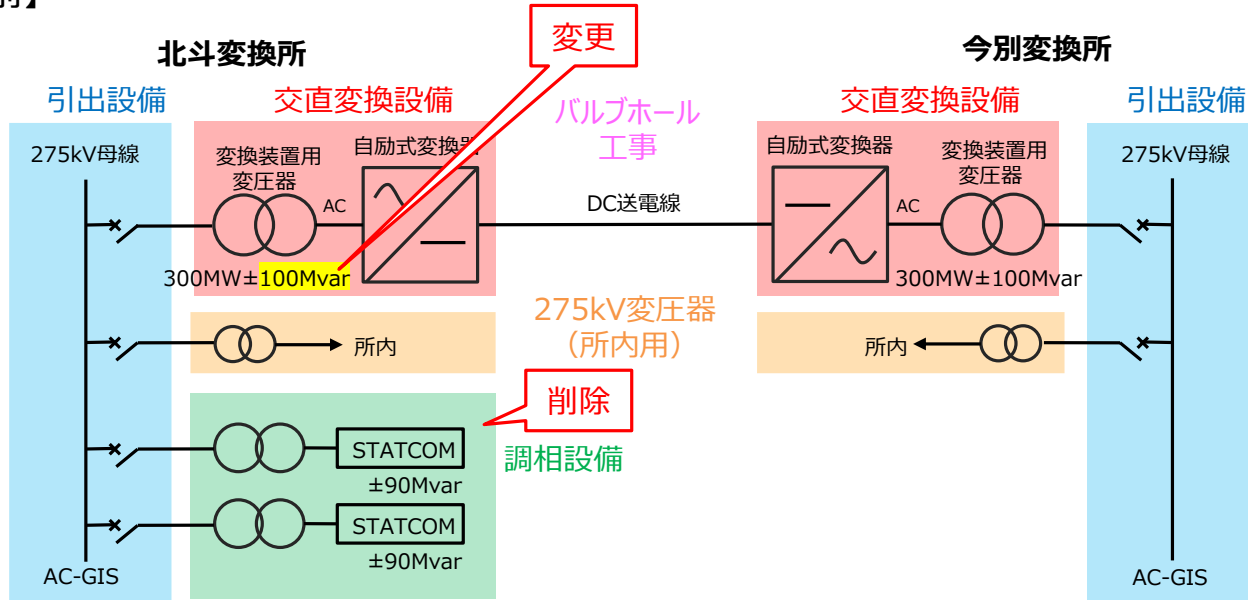 前】
変更
北斗変換所
今別変換所
引出設備
交直変換設備
バルブホール
工事
交直変換設備
引出設備
275kV母線
変換装置用
変圧器
自励式変換器
自励式変換器
変換装置用
変圧器
275kV母線
AC
DC送電線
AC
300MW±100Mvar
300MW±100Mvar
275kV変圧器
（所内用）
所内
所内
削除
STATCOM
±90Mvar
調相設備
STATCOM
±90Mvar
AC-GIS
AC-GIS